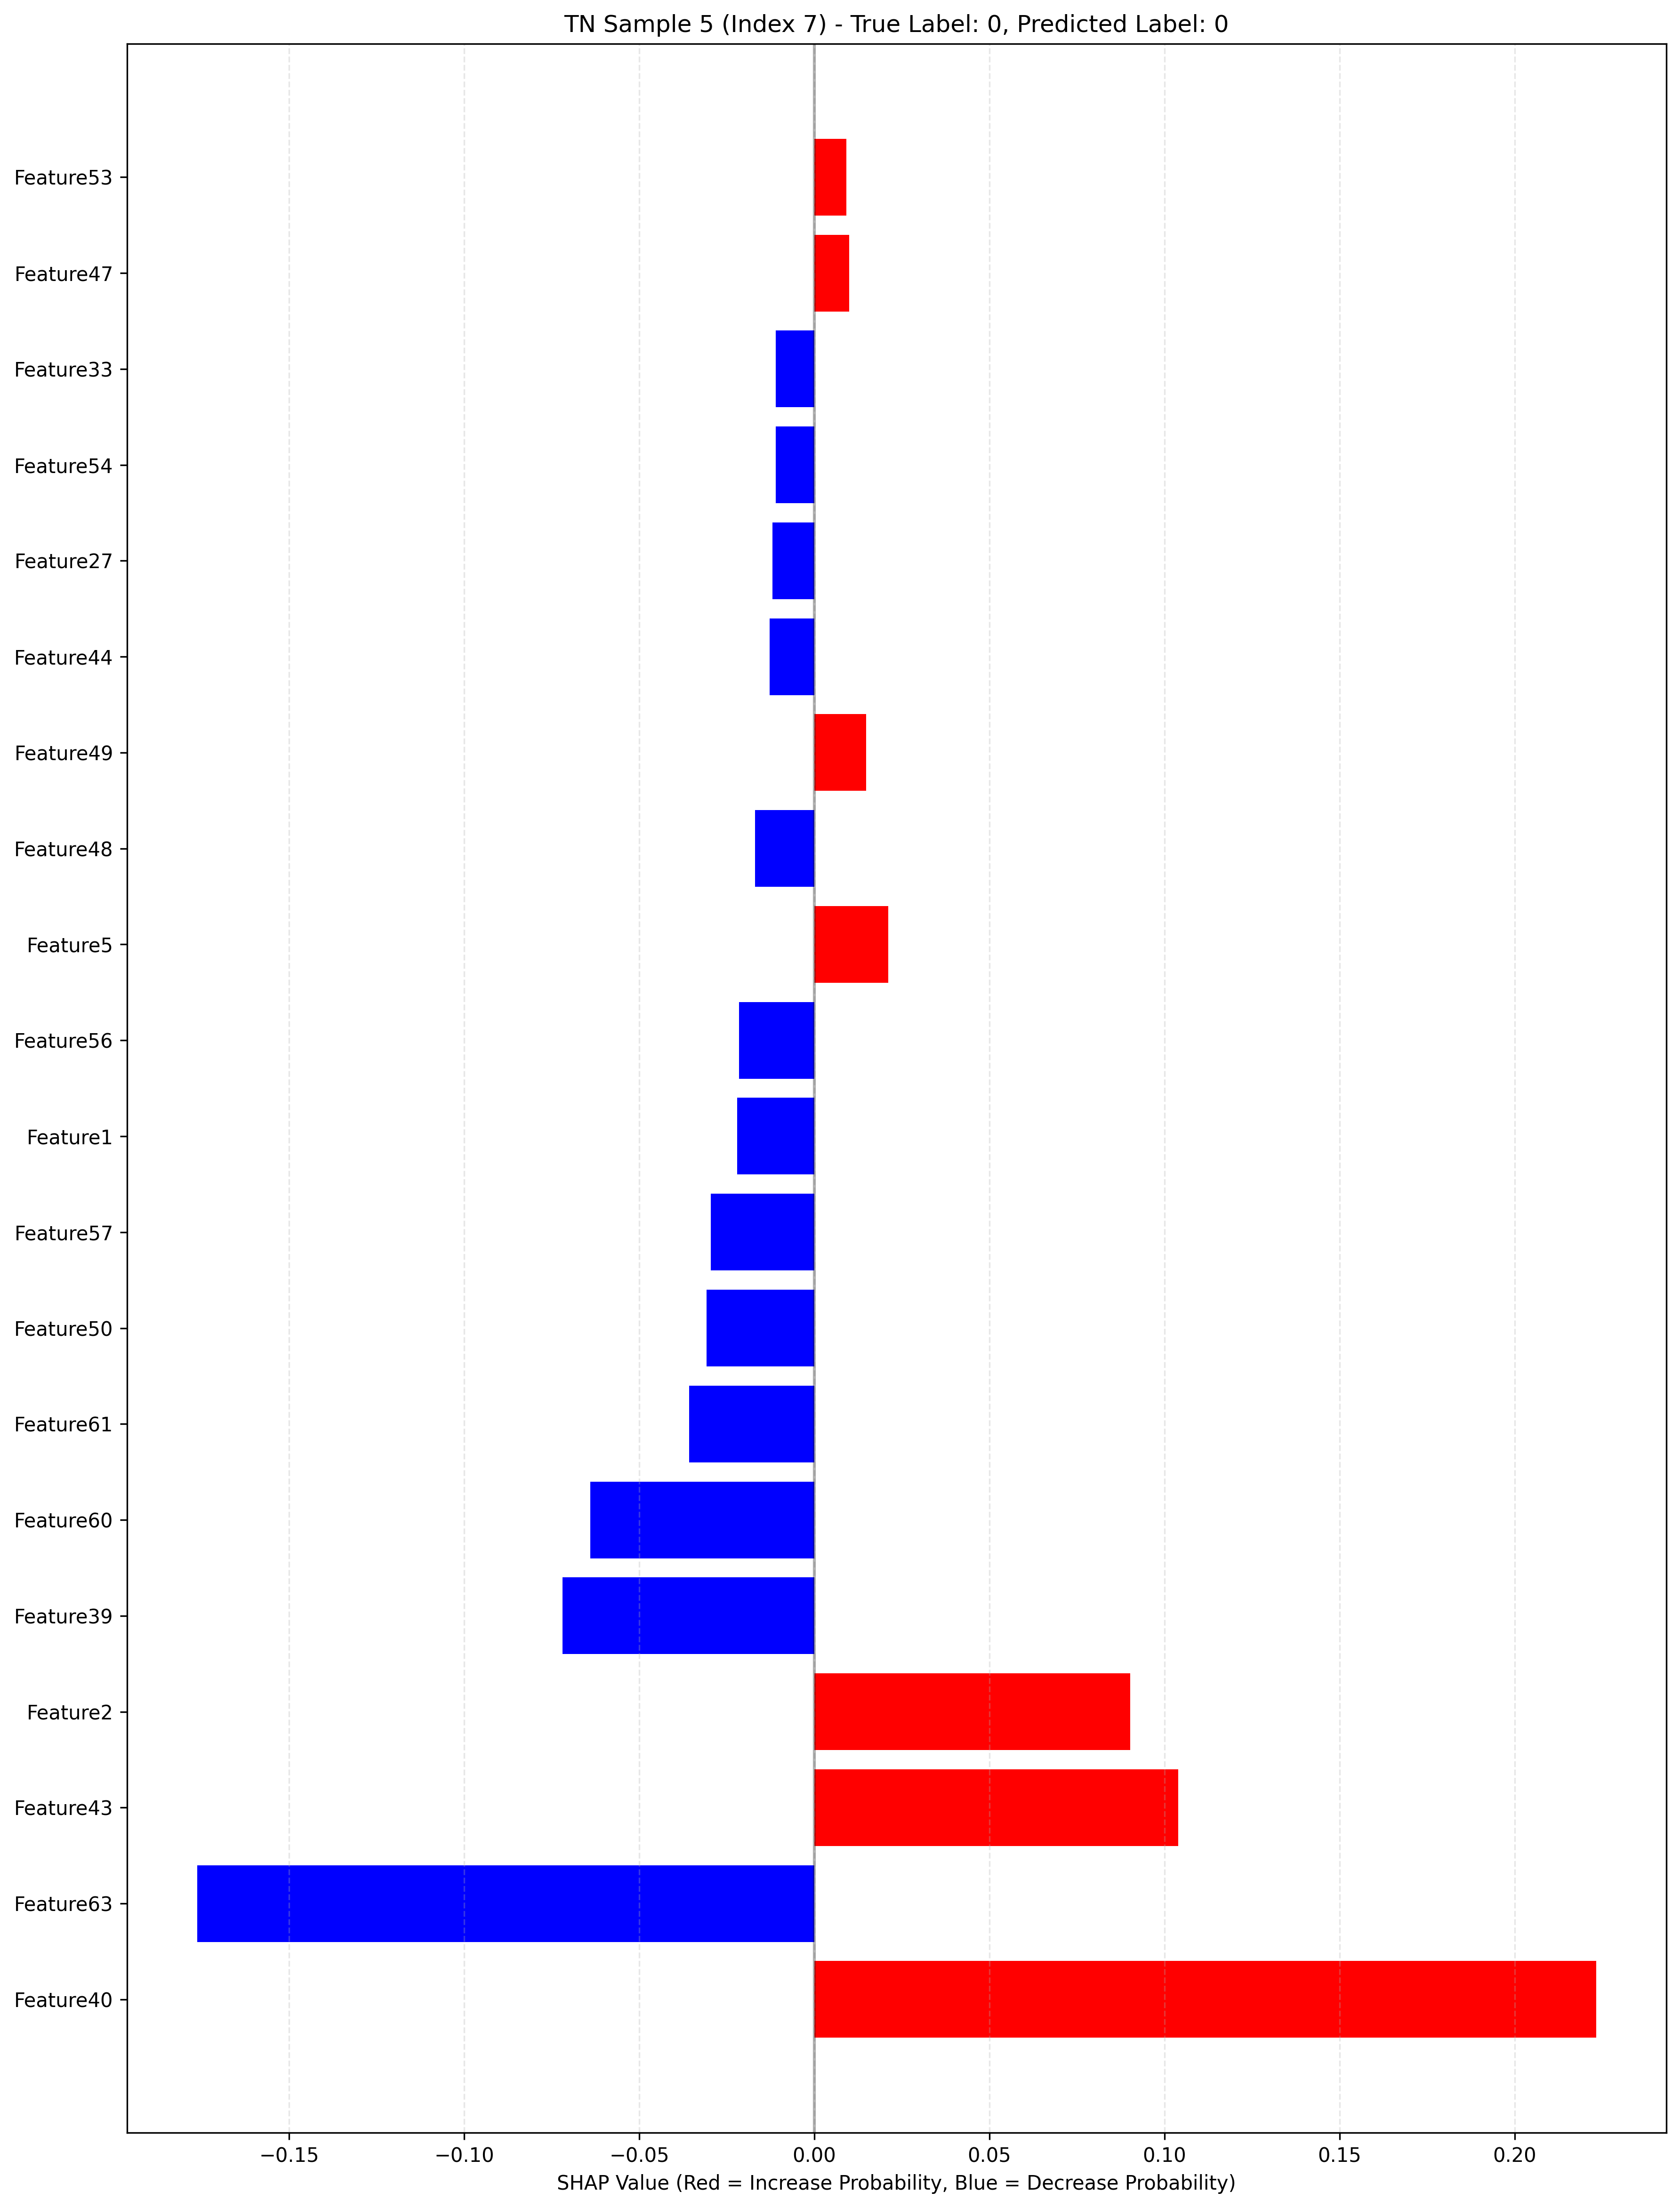 TN Sample 5 (Index 7) - True Label: 0, Predicted Label: 0
Feature53
Feature47
Feature33
Feature54
Feature27
Feature44
Feature49
Feature48
Feature5
Feature56
Feature1
Feature57
Feature50
Feature61
Feature60
Feature39
Feature2
Feature43
Feature63
Feature40
−0.15 −0.10 −0.05 0.00 0.05 0.10 0.15 0.20
SHAP Value (Red = Increase Probability, Blue = Decrease Probability)